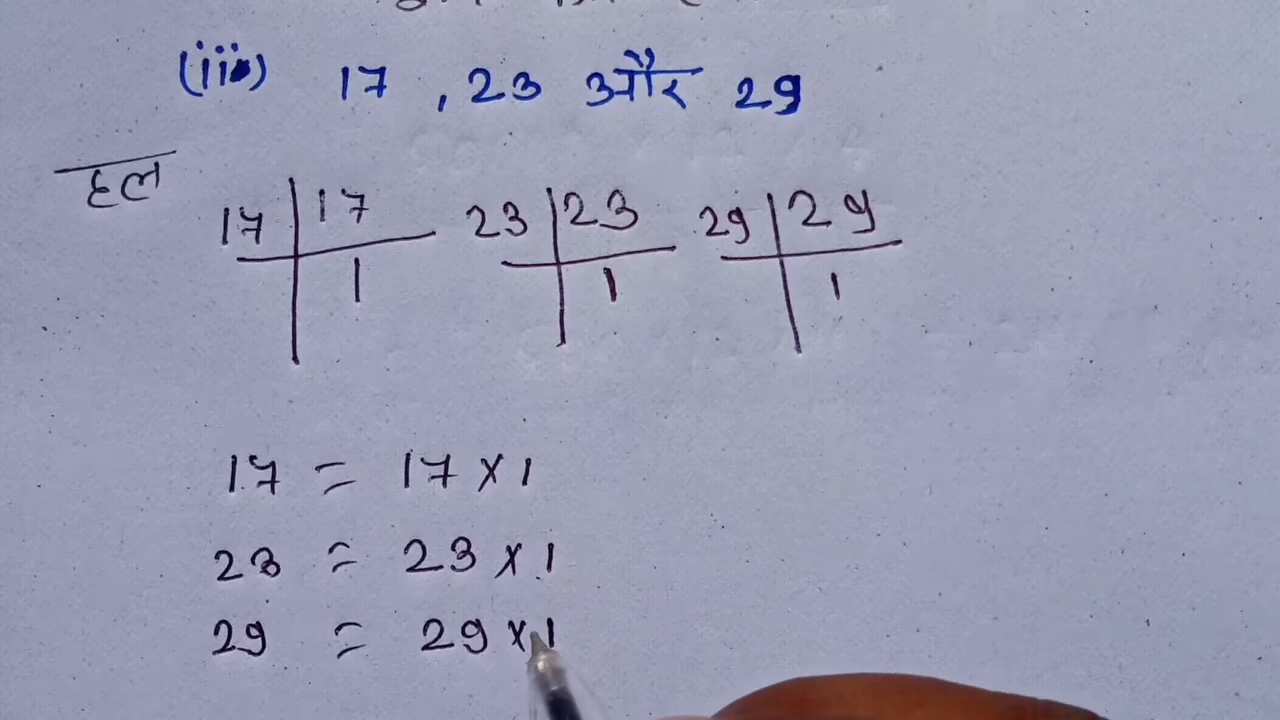 (iii) 17 , 23 और 29
हल
17 | 17 23 | 23 29 | 29
1 1 1
17 = 17 × 1
23 = 23 × 1
29 = 29 × 1